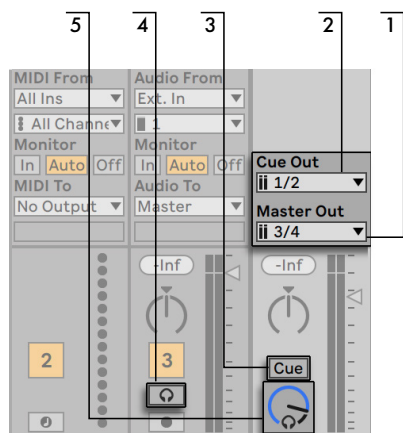 5 4 3 2 1
MIDI From Audio From
All Ins Ext. In
All Channe 1
Monitor Monitor
In Auto Off In Auto Off
Cue Out
1/2
MIDI To Audio To
Master Out
No Output Master
3/4
-Inf -Inf
2 3 Cue